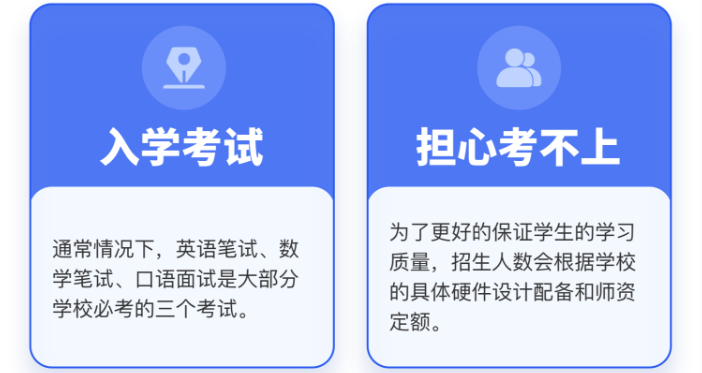 入学考试
通常情况下，英语笔试、数
学笔试、口语面试是大部分
学校必考的三个考试。
担心考不上
为了更好的保证学生的学习
质量，招生人数会根据学校
的具体硬件设计配备和师资
定额。